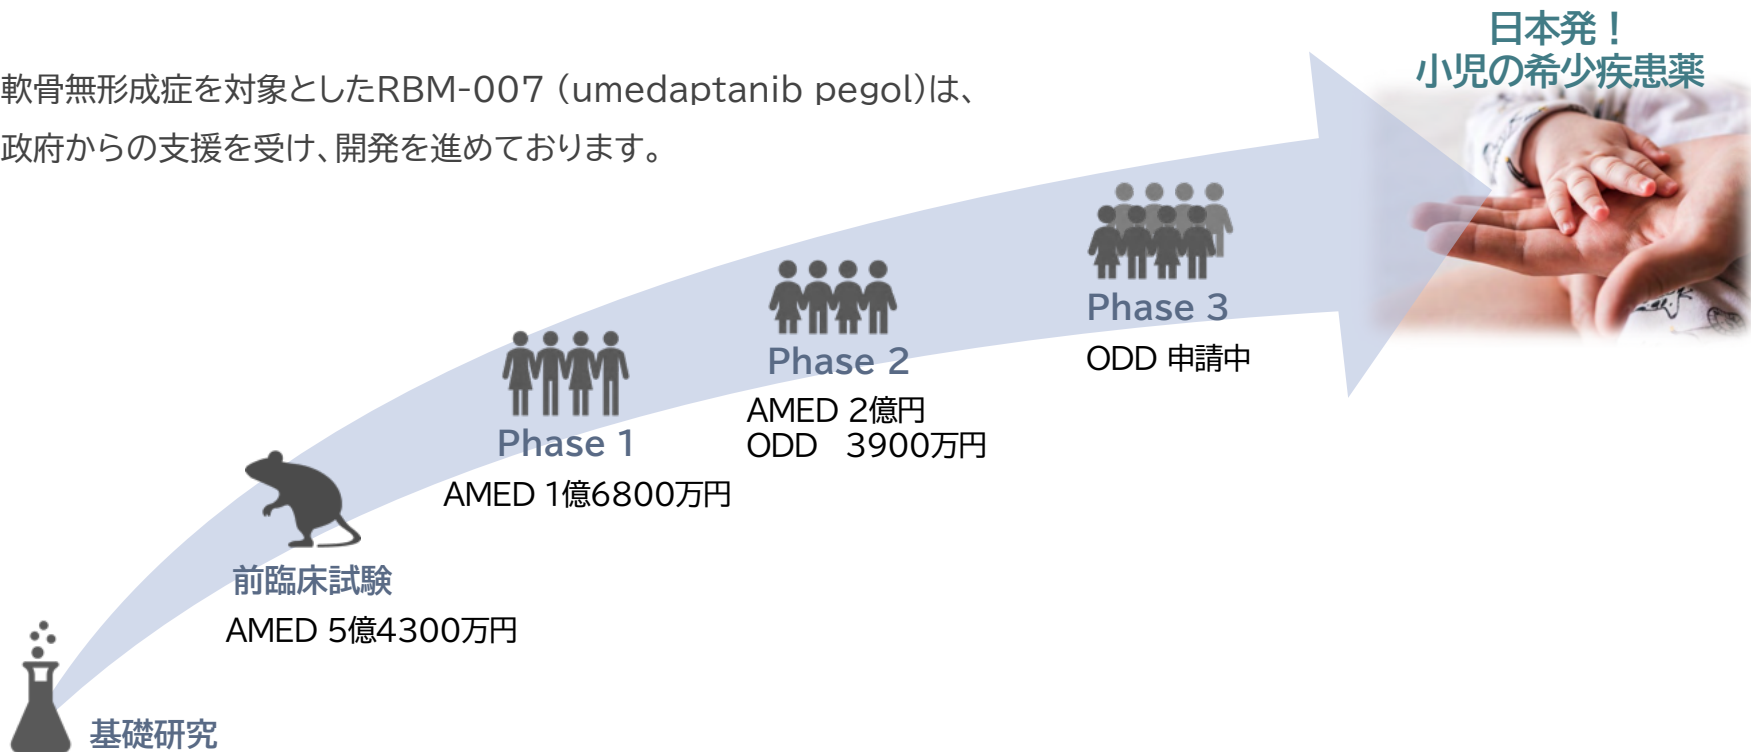 日本発！
小児の希少疾患薬
軟骨無形成症を対象としたRBM-007 (umedaptanib pegol)は、
政府からの支援を受け、開発を進めております。
Phase 3
ODD 申請中
Phase 2
AMED 2億円
ODD 3900万円
Phase 1
AMED 1億6800万円
前臨床試験
AMED 5億4300万円
基礎研究